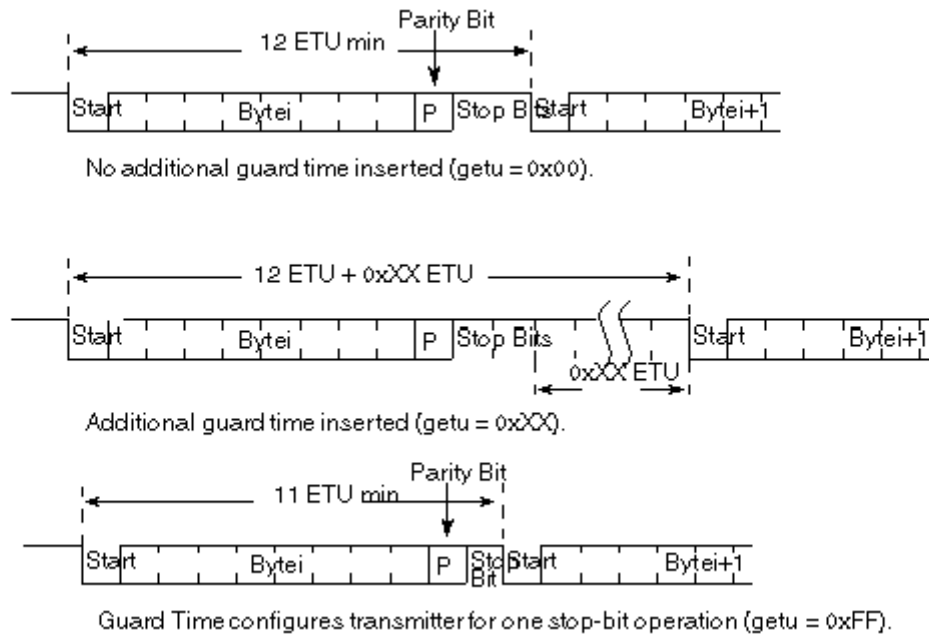 Parity Bit
12 ETU min
Start Bytei P Stop Bits Start Bytei+1
No additional guard time inserted (getu = 0x00).
12 ETU + 0xXX ETU
Start Bytei P Stop Bits Start Bytei+1
0xXX ETU
Additional guard time inserted (getu = 0xXX).
Parity Bit
11 ETU min
Start Bytei P Stop Bit Start Bytei+1
Guard Time configures transmitter for one stop-bit operation (getu = 0xFF).